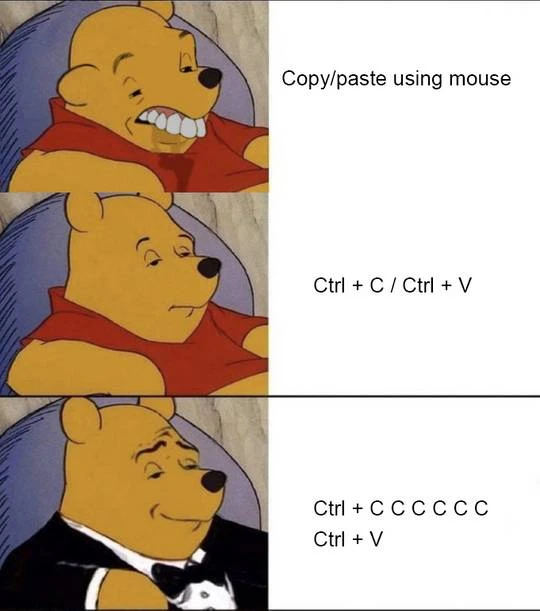 Copy/paste using mouse
Ctrl + C / Ctrl + V
Ctrl + C C C C C C
Ctrl + V